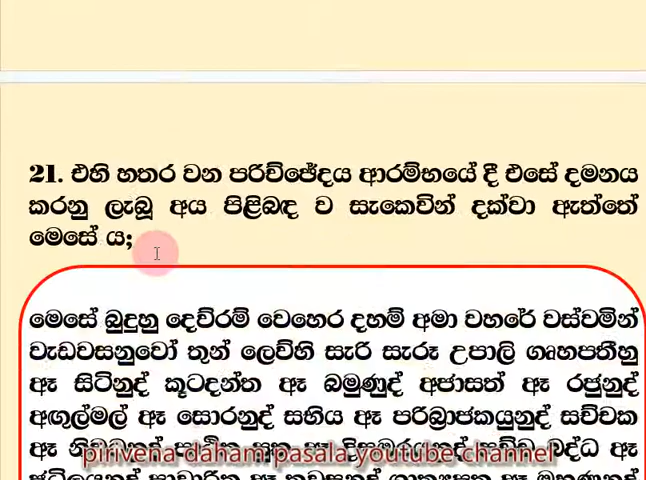 21. එහි හතර වන පරිච්ඡේදය ආරම්භයේ දී එසේ දමනය
කරනු ලැබූ අය පිළිබඳ ව සැකෙවින් දක්වා ඇත්තේ
මෙසේ ය;
මෙසේ බුදුහු දෙව්රම් වෙහෙර දහම් අමා වහරේ වස්වමින්
වැඩවසනුවෝ තුන් ලෙව්හි සැරි සැරූ උපාලි ගෘහපතීහු
ඈ සිටිනුද් කූටදන්ත ඈ බමුණුද් අජාසත් ඈ රජුනුද්
අඟුල්මල් ඈ සොරනුද් සභිය ඈ පරිබ්‍රාජකයුනුද් සච්චක
ඈ බද්ධ ඈ
pirivena daham pasala youtube channel